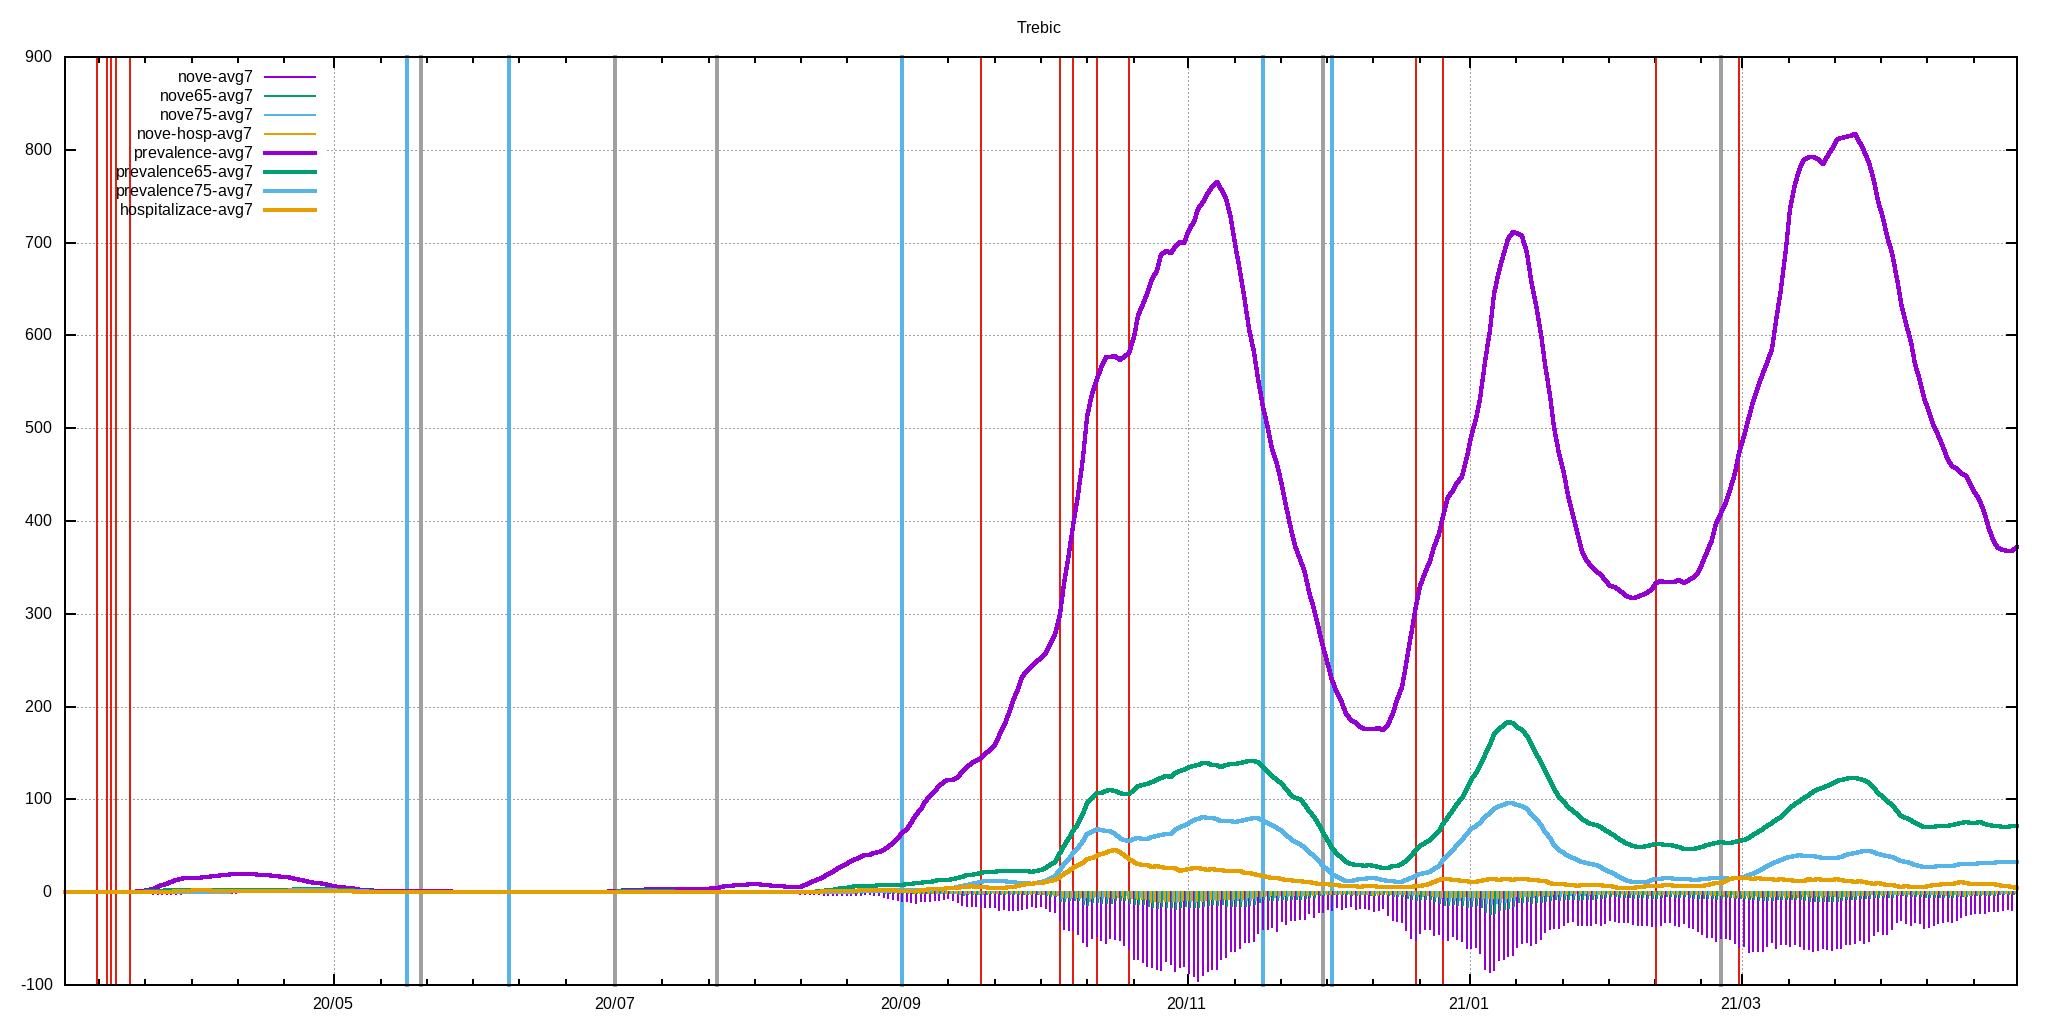 Trebic
900
800
700
600
500
400
300
200
100
0
-100
nove-avg7
nove65-avg7
nove75-avg7
nove-hosp-avg7
prevalence-avg7
prevalence65-avg7
prevalence75-avg7
hospitalizace-avg7
20/05
20/07
20/09
20/11
21/01
21/03